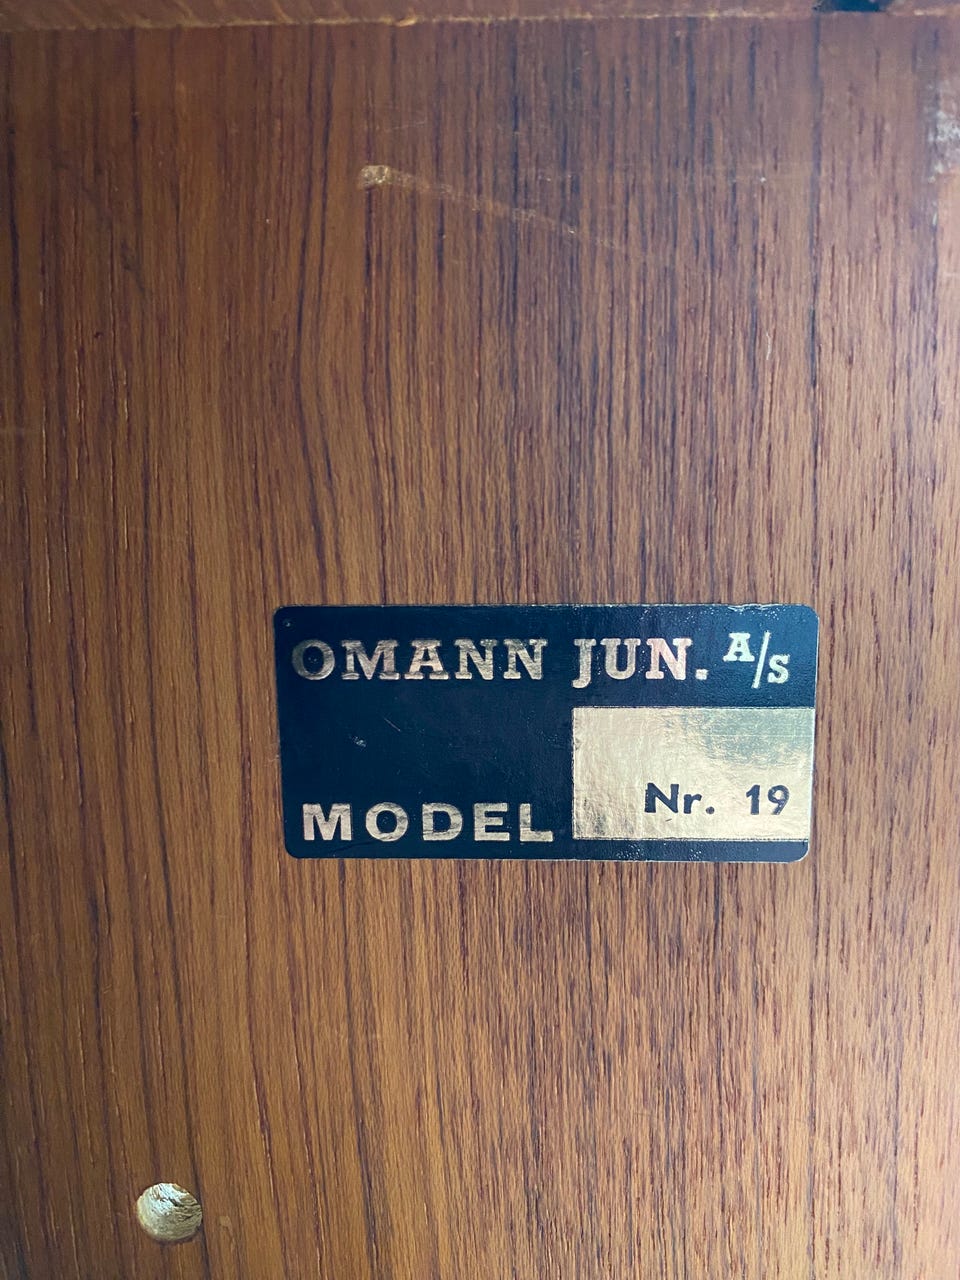 OMANN JUN. A/S
MODEL Nr. 19